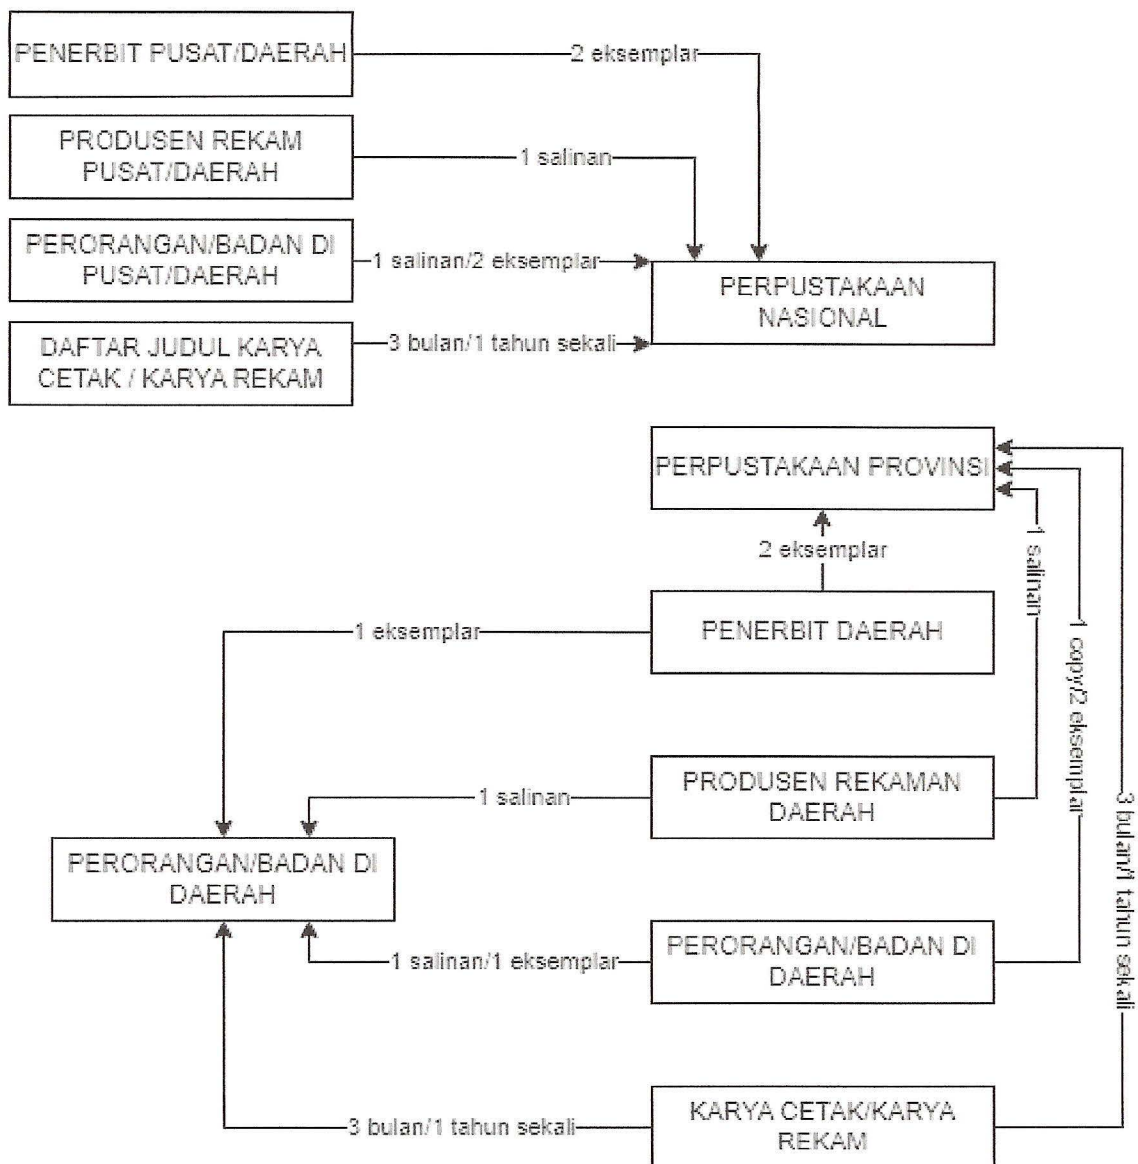 PENERBIT PUSAT/DAERAH
2 eksemplar
PRODUSEN REKAM
PUSAT/DAERAH
1 salinan
PERORANGAN/BADAN DI
PUSAT/DAERAH
1 salinan/2 eksemplar
PERPUSTAKAAN
NASIONAL
DAFTAR JUDUL KARYA
CETAK / KARYA REKAM
3 bulan/1 tahun sekali
PERPUSTAKAAN PROVINSI
2 eksemplar
1 salinan
PENERBIT DAERAH
1 eksemplar
1 copy/2 eksemplar
PRODUSEN REKAMAN
DAERAH
1 salinan
3 bulan/1 tahun sekali
PERORANGAN/BADAN DI
DAERAH
PERORANGAN/BADAN DI
DAERAH
1 salinan/1 eksemplar
KARYA CETAK/KARYA
REKAM
3 bulan/1 tahun sekali